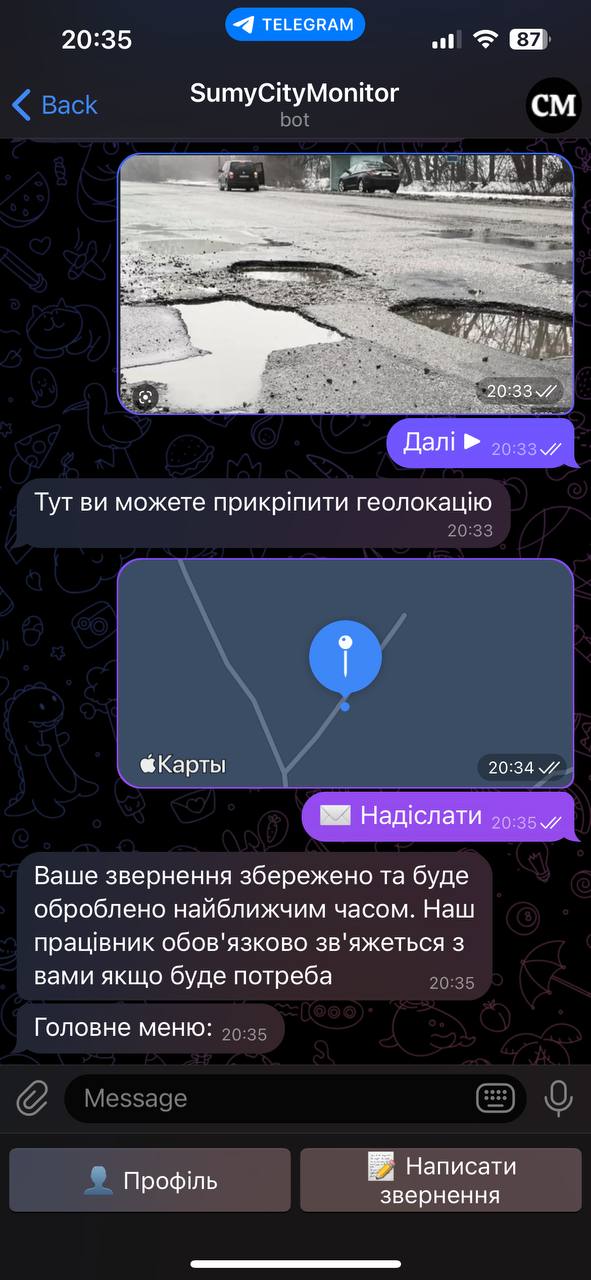 20:35
TELEGRAM
87
Back
SumyCityMonitor
bot
CM
20:33
Далі ▶ 20:33
Тут ви можете прикріпити геолокацію
20:33
Карты
20:34
✉️ Надіслати 20:35
Ваше звернення збережено та буде
оброблено найближчим часом. Наш
працівник обов'язково зв'яжеться з
вами якщо буде потреба 20:35
Головне меню: 20:35
Message
👤 Профіль
📝 Написати
звернення